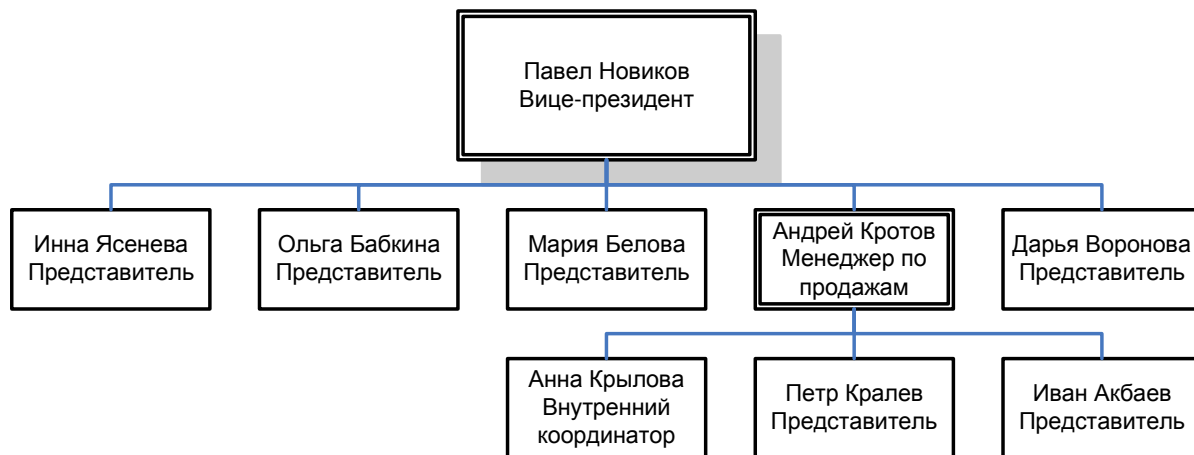 Павел Новиков
Вице-президент
Инна Ясенева
Представитель
Ольга Бабкина
Представитель
Мария Белова
Представитель
Андрей Кротов
Менеджер по
продажам
Дарья Воронова
Представитель
Анна Крылова
Внутренний
координатор
Петр Кралев
Представитель
Иван Акбаев
Представитель